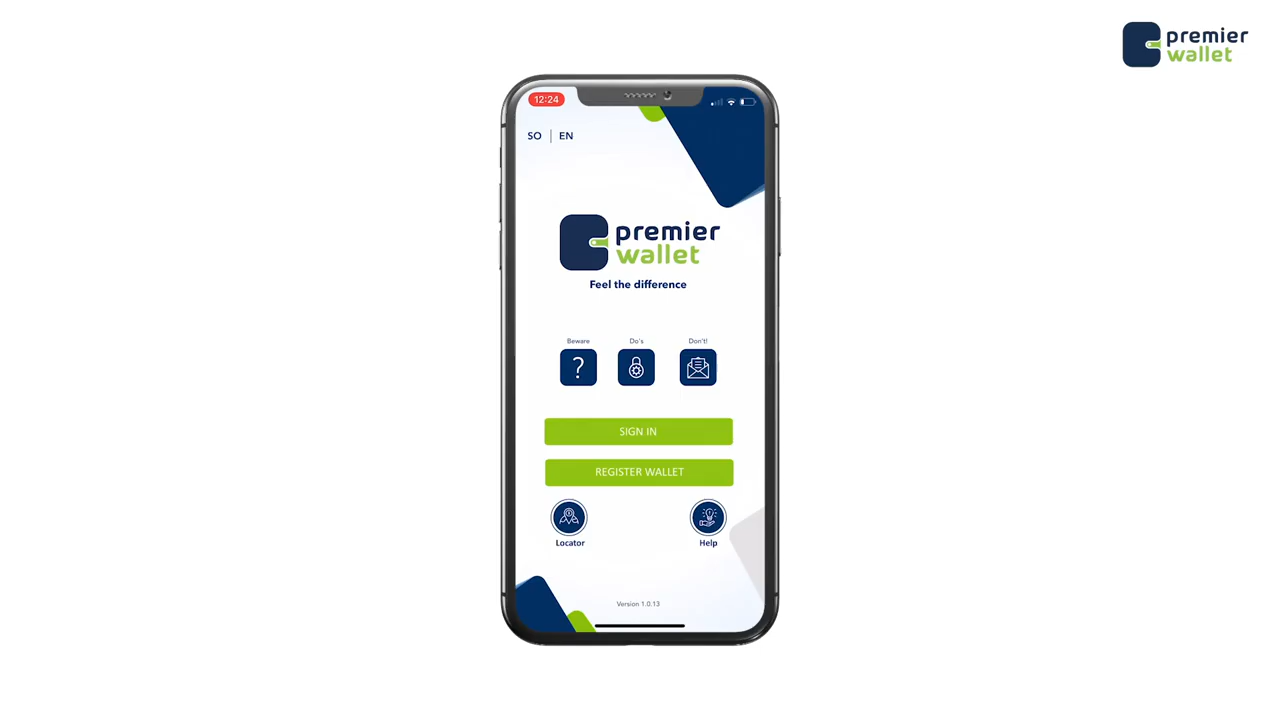 premier
wallet
12:24
SO | EN
premier
wallet
Feel the difference
Beware
Do's
Don't!
SIGN IN
REGISTER WALLET
Locator
Help
Version 1.0.13